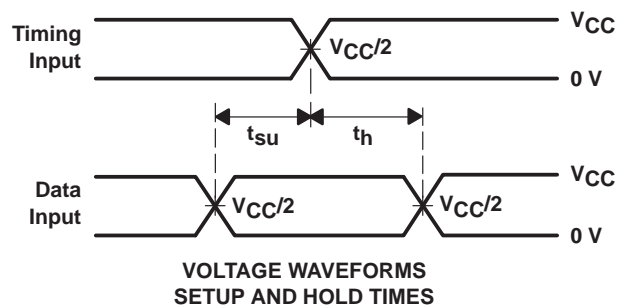 Timing
Input
VCC
VCC/2
0 V
tsu
th
Data
Input
VCC
VCC/2
VCC/2
0 V
VOLTAGE WAVEFORMS
SETUP AND HOLD TIMES